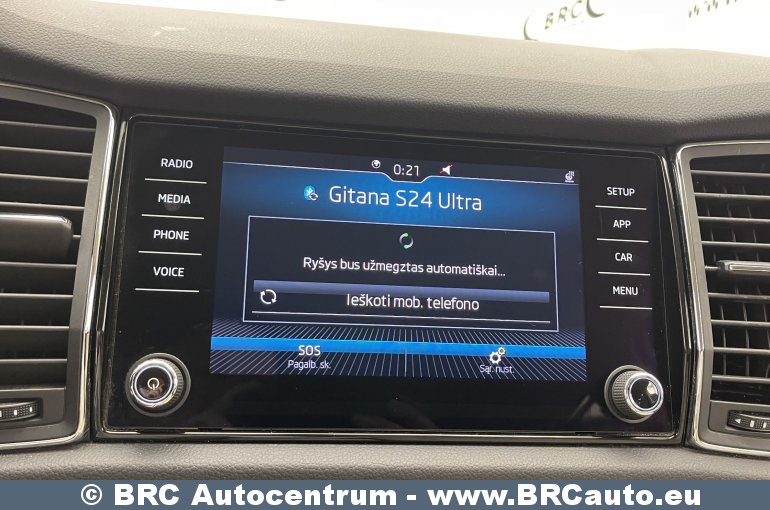 BRC
RADIO
MEDIA
PHONE
VOICE
0:21
Gitana S24 Ultra
Ryšys bus užmegztas automatiškai...
Ieškoti mob. telefono
SOS
Pagalb. sk.
Sąr. nust.
SETUP
APP
CAR
MENU
© BRC Autocentrum - www.BRCauto.eu